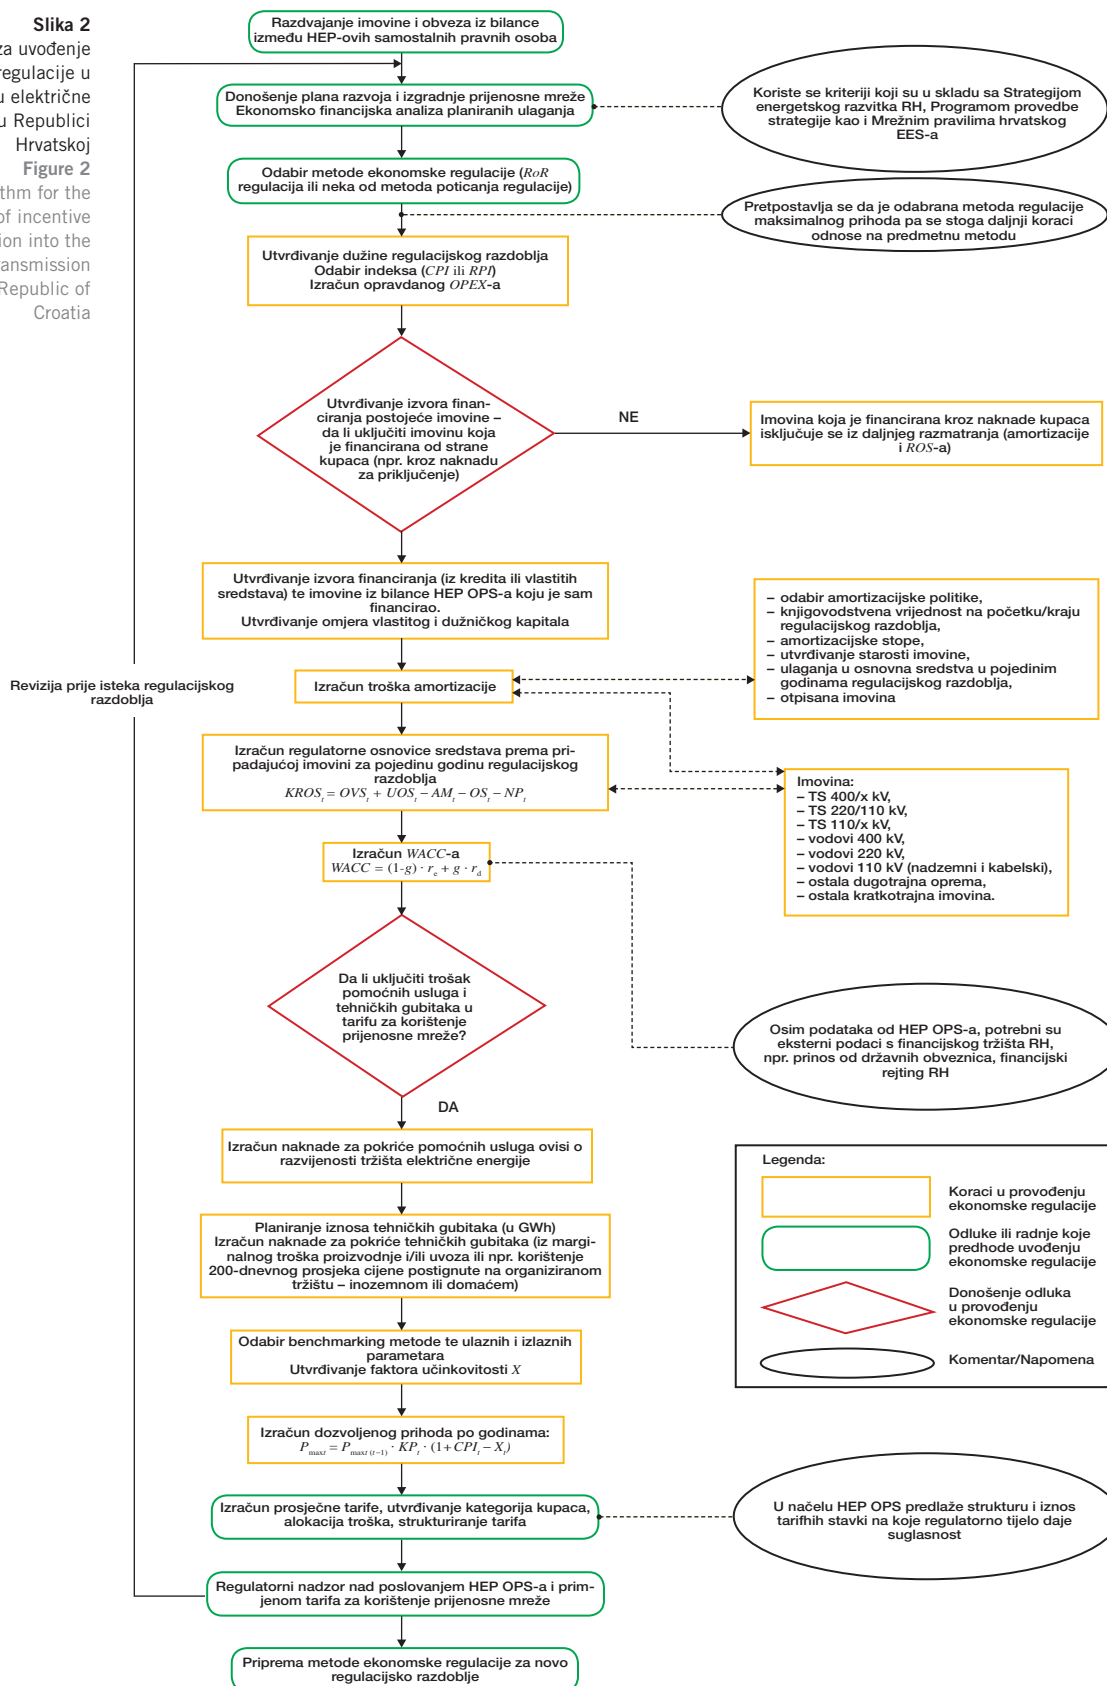 Slika 2
za uvođenje
regulacije u
u električne
u Republici
Hrvatskoj
Figure 2
thm for the
of incentive
ion into the
ransmission
Republic of
Croatia
Razdvajanje imovine i obveza iz bilance
između HEP-ovih samostalnih pravnih osoba
Donošenje plana razvoja i izgradnje prijenosne mreže
Ekonomsko financijska analiza planiranih ulaganja
Koriste se kriteriji koji su u skladu sa Strategijom
energetskog razvitka RH, Programom provedbe
strategije kao i Mrežnim pravilima hrvatskog
EES-a
Odabir metode ekonomske regulacije (RoR
regulacija ili neka od metoda poticanja regulacije)
Pretpostavlja se da je odabrana metoda regulacije
maksimalnog prihoda pa se stoga daljnji koraci
odnose na predmetnu metodu
Utvrđivanje dužine regulacijskog razdoblja
Odabir indeksa (CPI ili RPI)
Izračun opravdanog OPEX-a
Utvrđivanje izvora finan-
ciranja postojeće imovine –
da li uključiti imovinu koja
je financirana od strane
kupaca (npr. kroz naknadu
za priključenje)
NE
Imovina koja je financirana kroz naknade kupaca
isključuje se iz daljnjeg razmatranja (amortizacije
i ROS-a)
Utvrđivanje izvora financiranja (iz kredita ili vlastitih
sredstava) te imovine iz bilance HEP OPS-a koju je sam
financirao.
Utvrđivanje omjera vlastitog i dužničkog kapitala
– odabir amortizacijske politike,
– knjigovodstvena vrijednost na početku/kraju
regulacijskog razdoblja,
– amortizacijske stope,
– utvrđivanje starosti imovine,
– ulaganja u osnovna sredstva u pojedinim
godinama regulacijskog razdoblja,
– otpisana imovina
Revizija prije isteka regulacijskog
razdoblja
Izračun troška amortizacije
Izračun regulatorne osnovice sredstava prema pri-
padajućoj imovini za pojedinu godinu regulacijskog
razdoblja
KROS_t = OVS_t + UOS_t – AM_t – OS_t – NP_t
Imovina:
– TS 400/x kV,
– TS 220/110 kV,
– TS 110/x kV,
– vodovi 400 kV,
– vodovi 220 kV,
– vodovi 110 kV (nadzemni i kabelski),
– ostala dugotrajna oprema,
– ostala kratkotrajna imovina.
Izračun WACC-a
WACC = (1-g) · r_e + g · r_d
Da li uključiti trošak
pomoćnih usluga i
tehničkih gubitaka u
tarifu za korištenje
prijenosne mreže?
Osim podataka od HEP OPS-a, potrebni su
eksterni podaci s financijskog tržišta RH,
npr. prinos od državnih obveznica, financijski
rejting RH
DA
Izračun naknade za pokriće pomoćnih usluga ovisi o
razvijenosti tržišta električne energije
Planiranje iznosa tehničkih gubitaka (u GWh)
Izračun naknade za pokriće tehničkih gubitaka (iz margi-
nalnog troška proizvodnje i/ili uvoza ili npr. korištenje
200-dnevnog prosjeka cijene postignute na organiziranom
tržištu – inozemnom ili domaćem)
Legenda:
Koraci u provođenju
ekonomske regulacije
Odluke ili radnje koje
predhode uvođenju
ekonomske regulacije
Donošenje odluka
u provođenju
ekonomske regulacije
Komentar/Napomena
Odabir benchmarking metode te ulaznih i izlaznih
parametara
Utvrđivanje faktora učinkovitosti X
Izračun dozvoljenog prihoda po godinama:
P_maxt = P_maxt (t–1) · KP_t · (1+CPI_t – X_t)
Izračun prosječne tarife, utvrđivanje kategorija kupaca,
alokacija troška, strukturiranje tarifa
U načelu HEP OPS predlaže strukturu i iznos
tarifnih stavki na koje regulatorno tijelo daje
suglasnost
Regulatorni nadzor nad poslovanjem HEP OPS-a i prim-
jenom tarifa za korištenje prijenosne mreže
Priprema metode ekonomske regulacije za novo
regulacijsko razdoblje